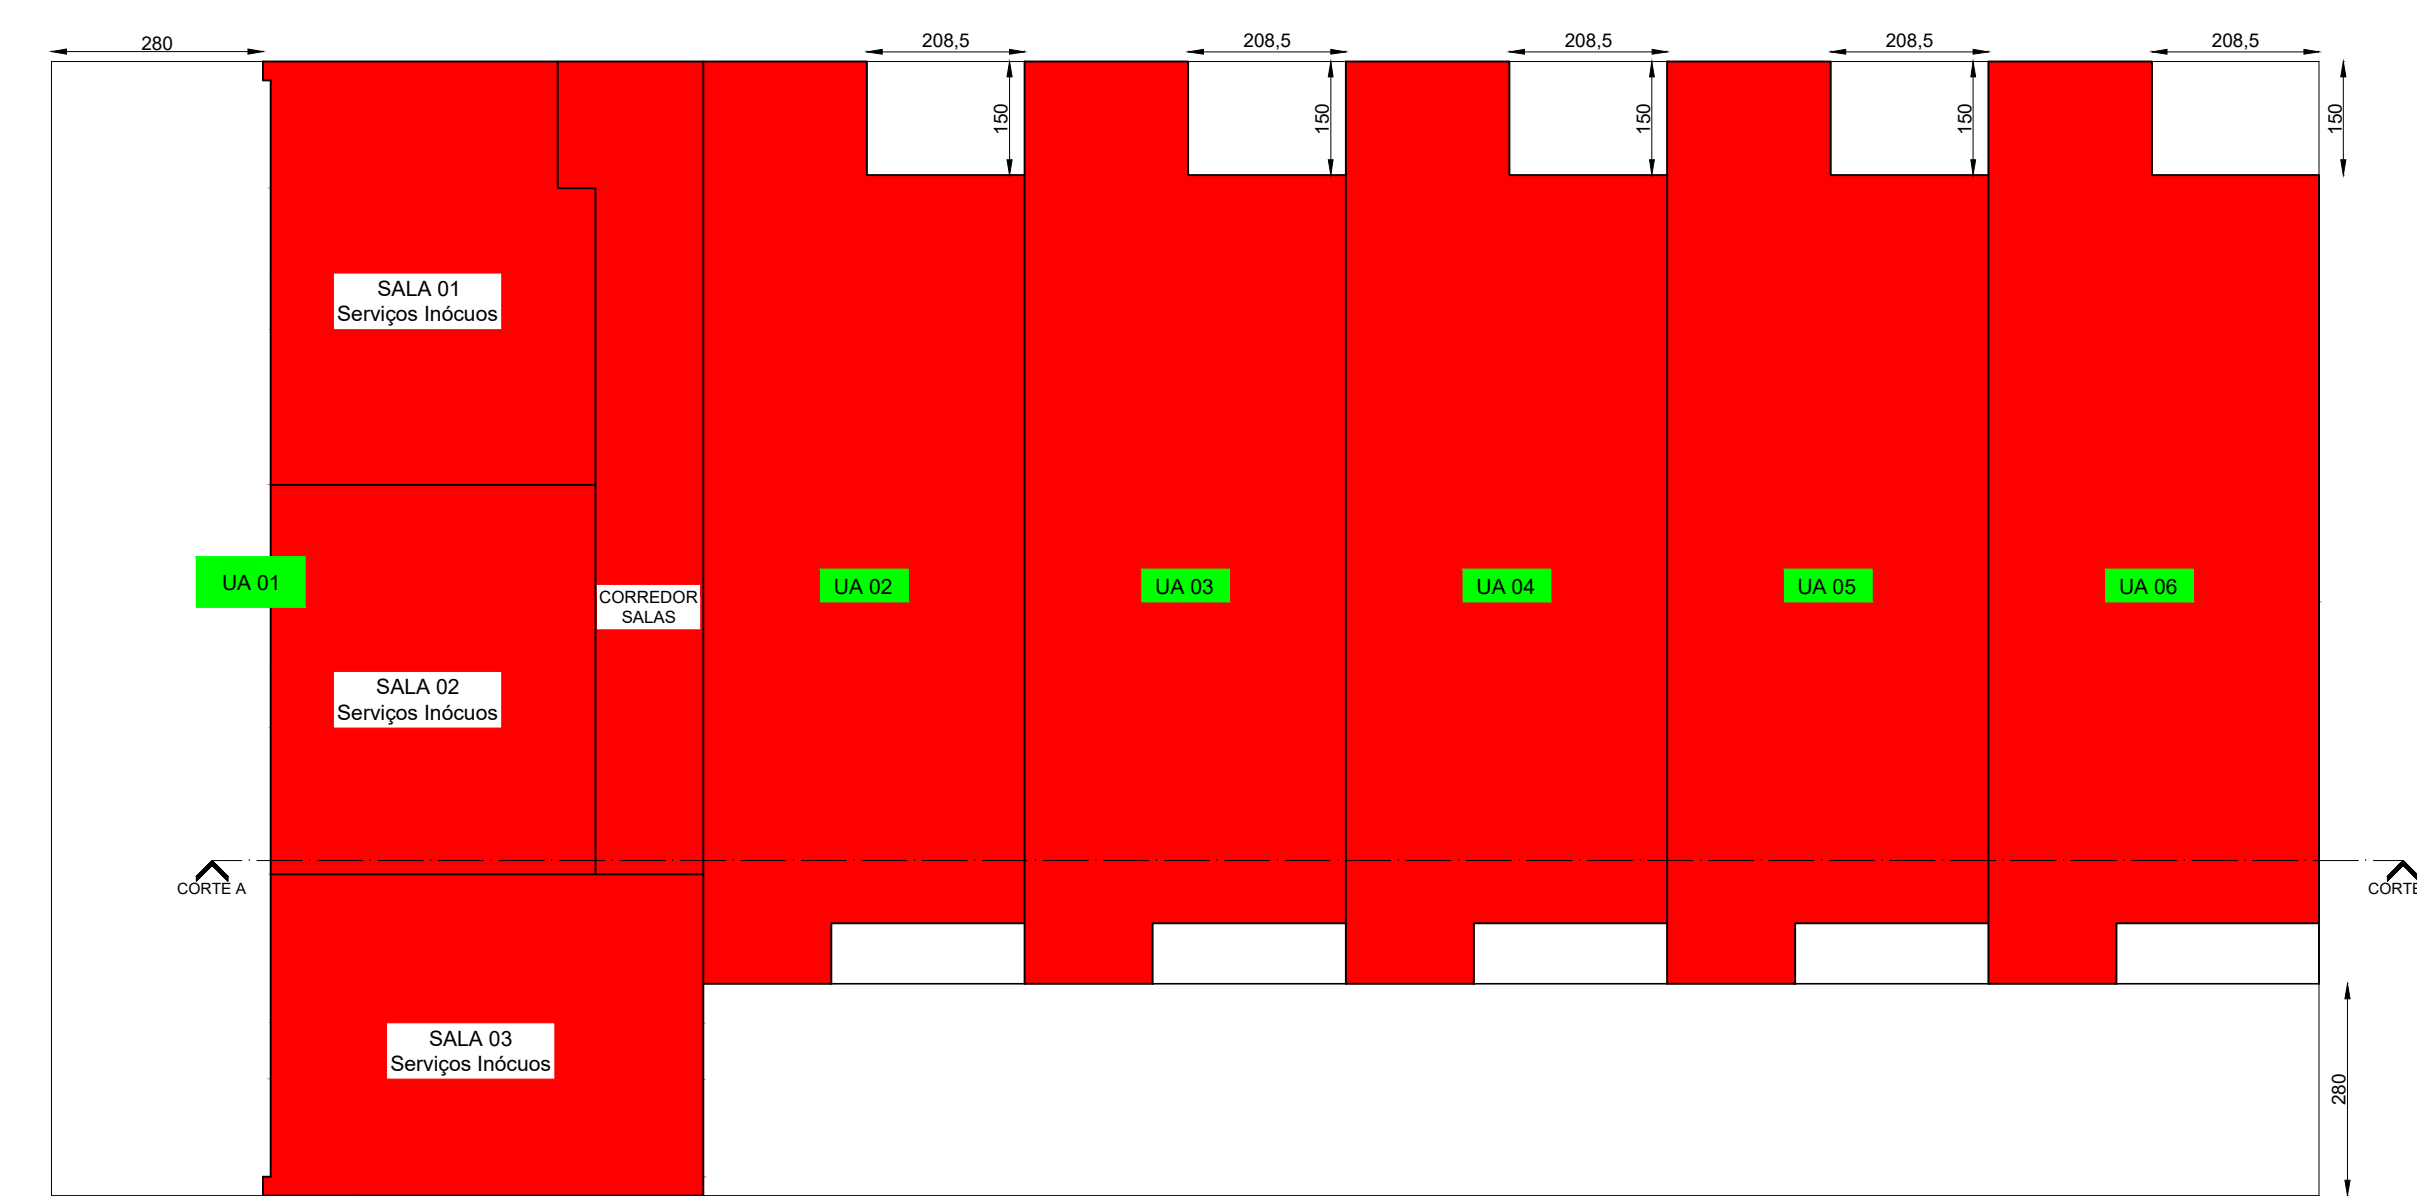 280
208,5
208,5
208,5
208,5
208,5
150
150
150
150
150
SALA 01
Serviços Inócuos
UA 01
UA 02
UA 03
UA 04
UA 05
UA 06
CORREDOR
SALAS
SALA 02
Serviços Inócuos
CORTE A
CORTE
SALA 03
Serviços Inócuos
280